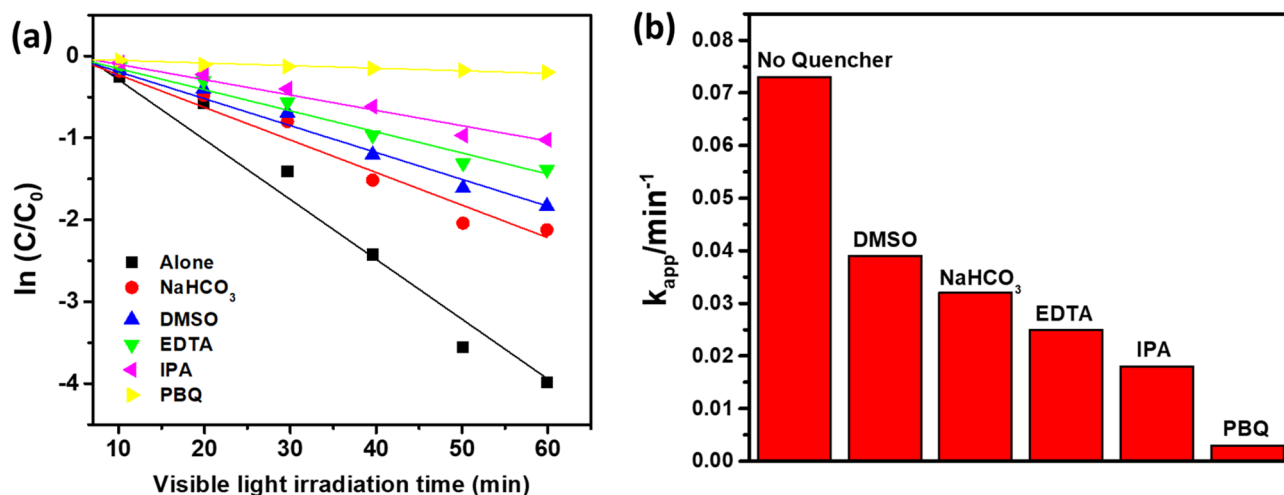 (a)
ln (C/C₀)
0
-1
-2
-3
-4
Alone
NaHCO₃
DMSO
EDTA
IPA
PBQ
10 20 30 40 50 60
Visible light irradiation time (min)
(b)
kₐₚₚ/min⁻¹
0.08
0.07
0.06
0.05
0.04
0.03
0.02
0.01
0.00
No Quencher
DMSO
NaHCO₃
EDTA
IPA
PBQ